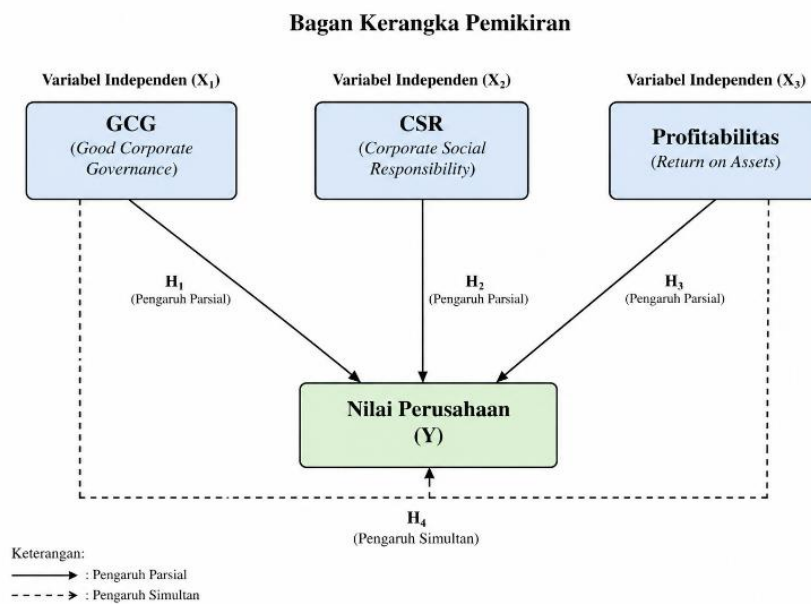 Bagan Kerangka Pemikiran
Variabel Independen (X₁)
GCG
(Good Corporate
Governance)
Variabel Independen (X₂)
CSR
(Corporate Social
Responsibility)
Variabel Independen (X₃)
Profitabilitas
(Return on Assets)
H₁
(Pengaruh Parsial)
H₂
(Pengaruh Parsial)
H₃
(Pengaruh Parsial)
Nilai Perusahaan
(Y)
H₄
(Pengaruh Simultan)
Keterangan:
: Pengaruh Parsial
: Pengaruh Simultan